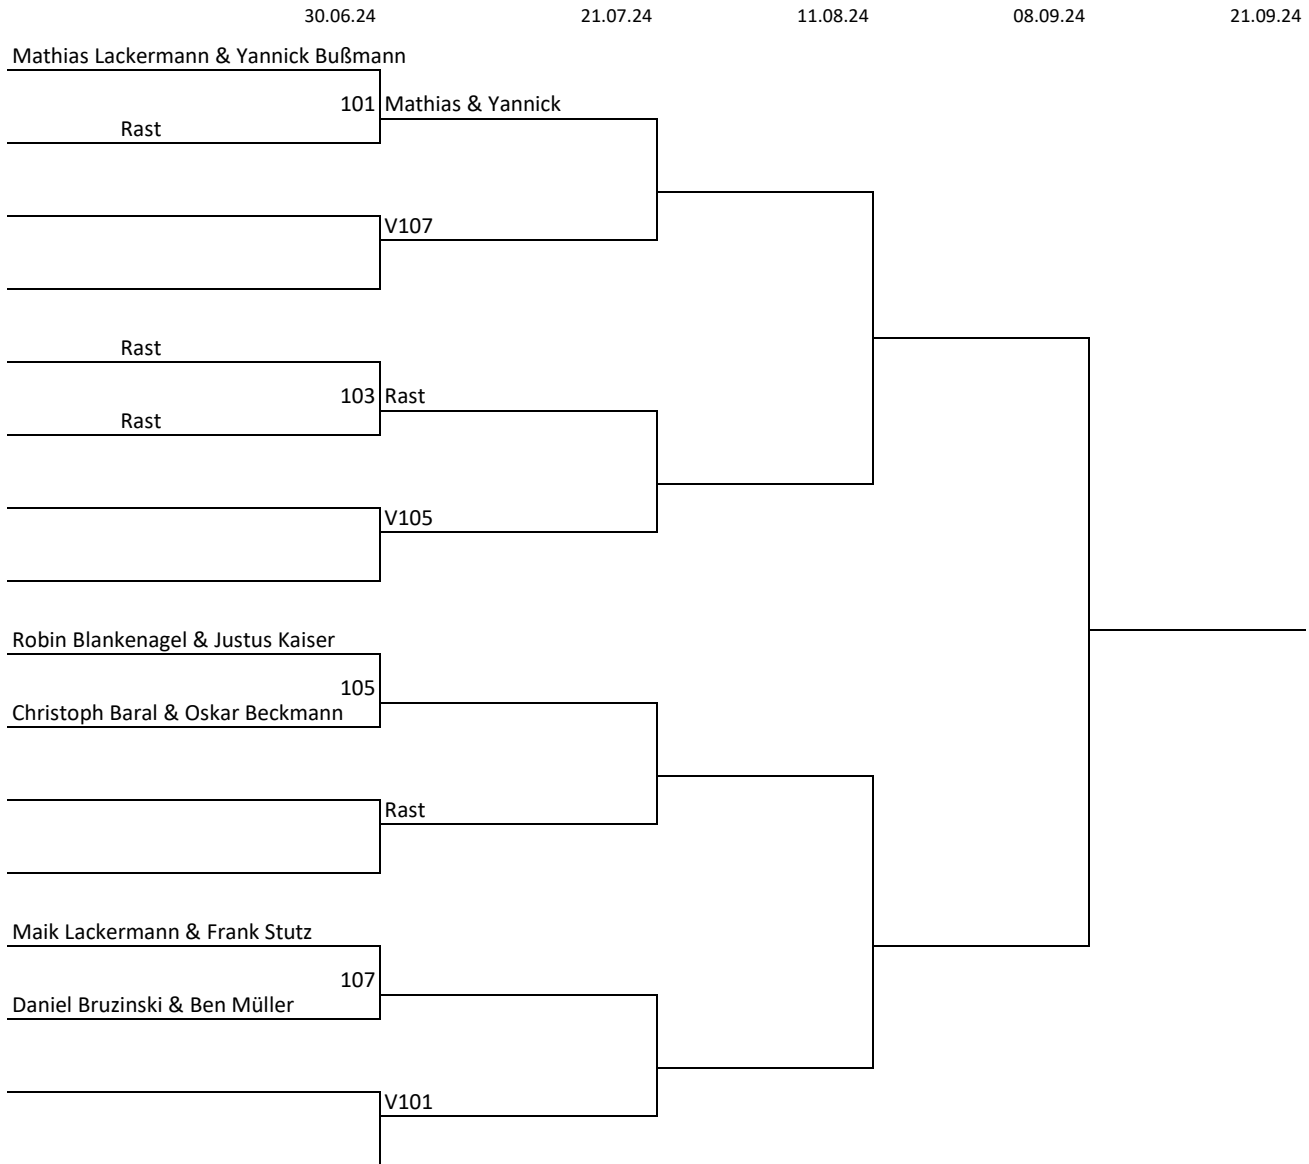 30.06.24 21.07.24 11.08.24 08.09.24 21.09.24
Mathias Lackermann & Yannick Bußmann
101 Mathias & Yannick
Rast
V107
Rast
103 Rast
Rast
V105
Robin Blankenagel & Justus Kaiser
105
Christoph Baral & Oskar Beckmann
Rast
Maik Lackermann & Frank Stutz
107
Daniel Bruzinski & Ben Müller
V101